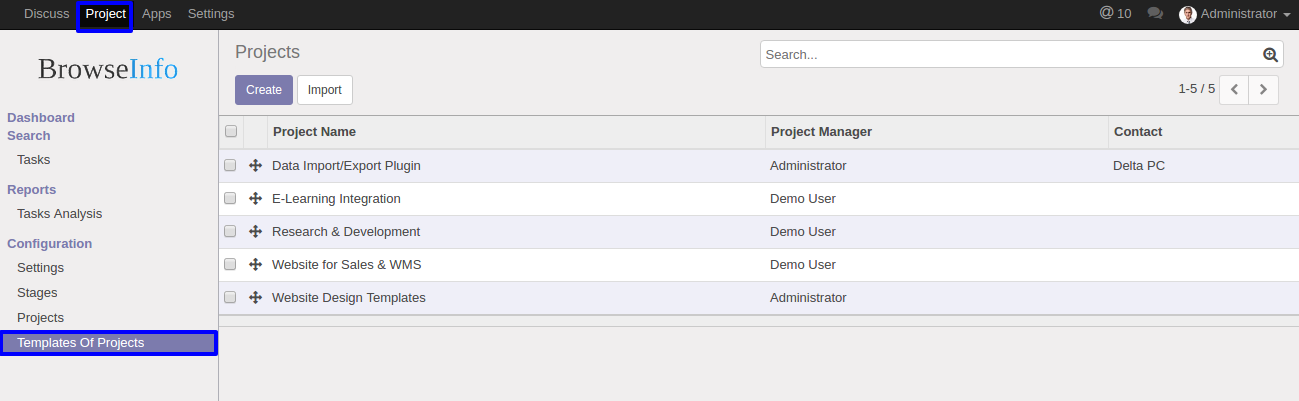 Discuss Project Apps Settings @ 10 Administrator
BrowseInfo
Dashboard
Search
Tasks
Reports
Tasks Analysis
Configuration
Settings
Stages
Projects
Templates Of Projects
Projects
Search...
Create Import
1-5 / 5
Project Name Project Manager Contact
Data Import/Export Plugin Administrator Delta PC
E-Learning Integration Demo User
Research & Development Demo User
Website for Sales & WMS Demo User
Website Design Templates Administrator